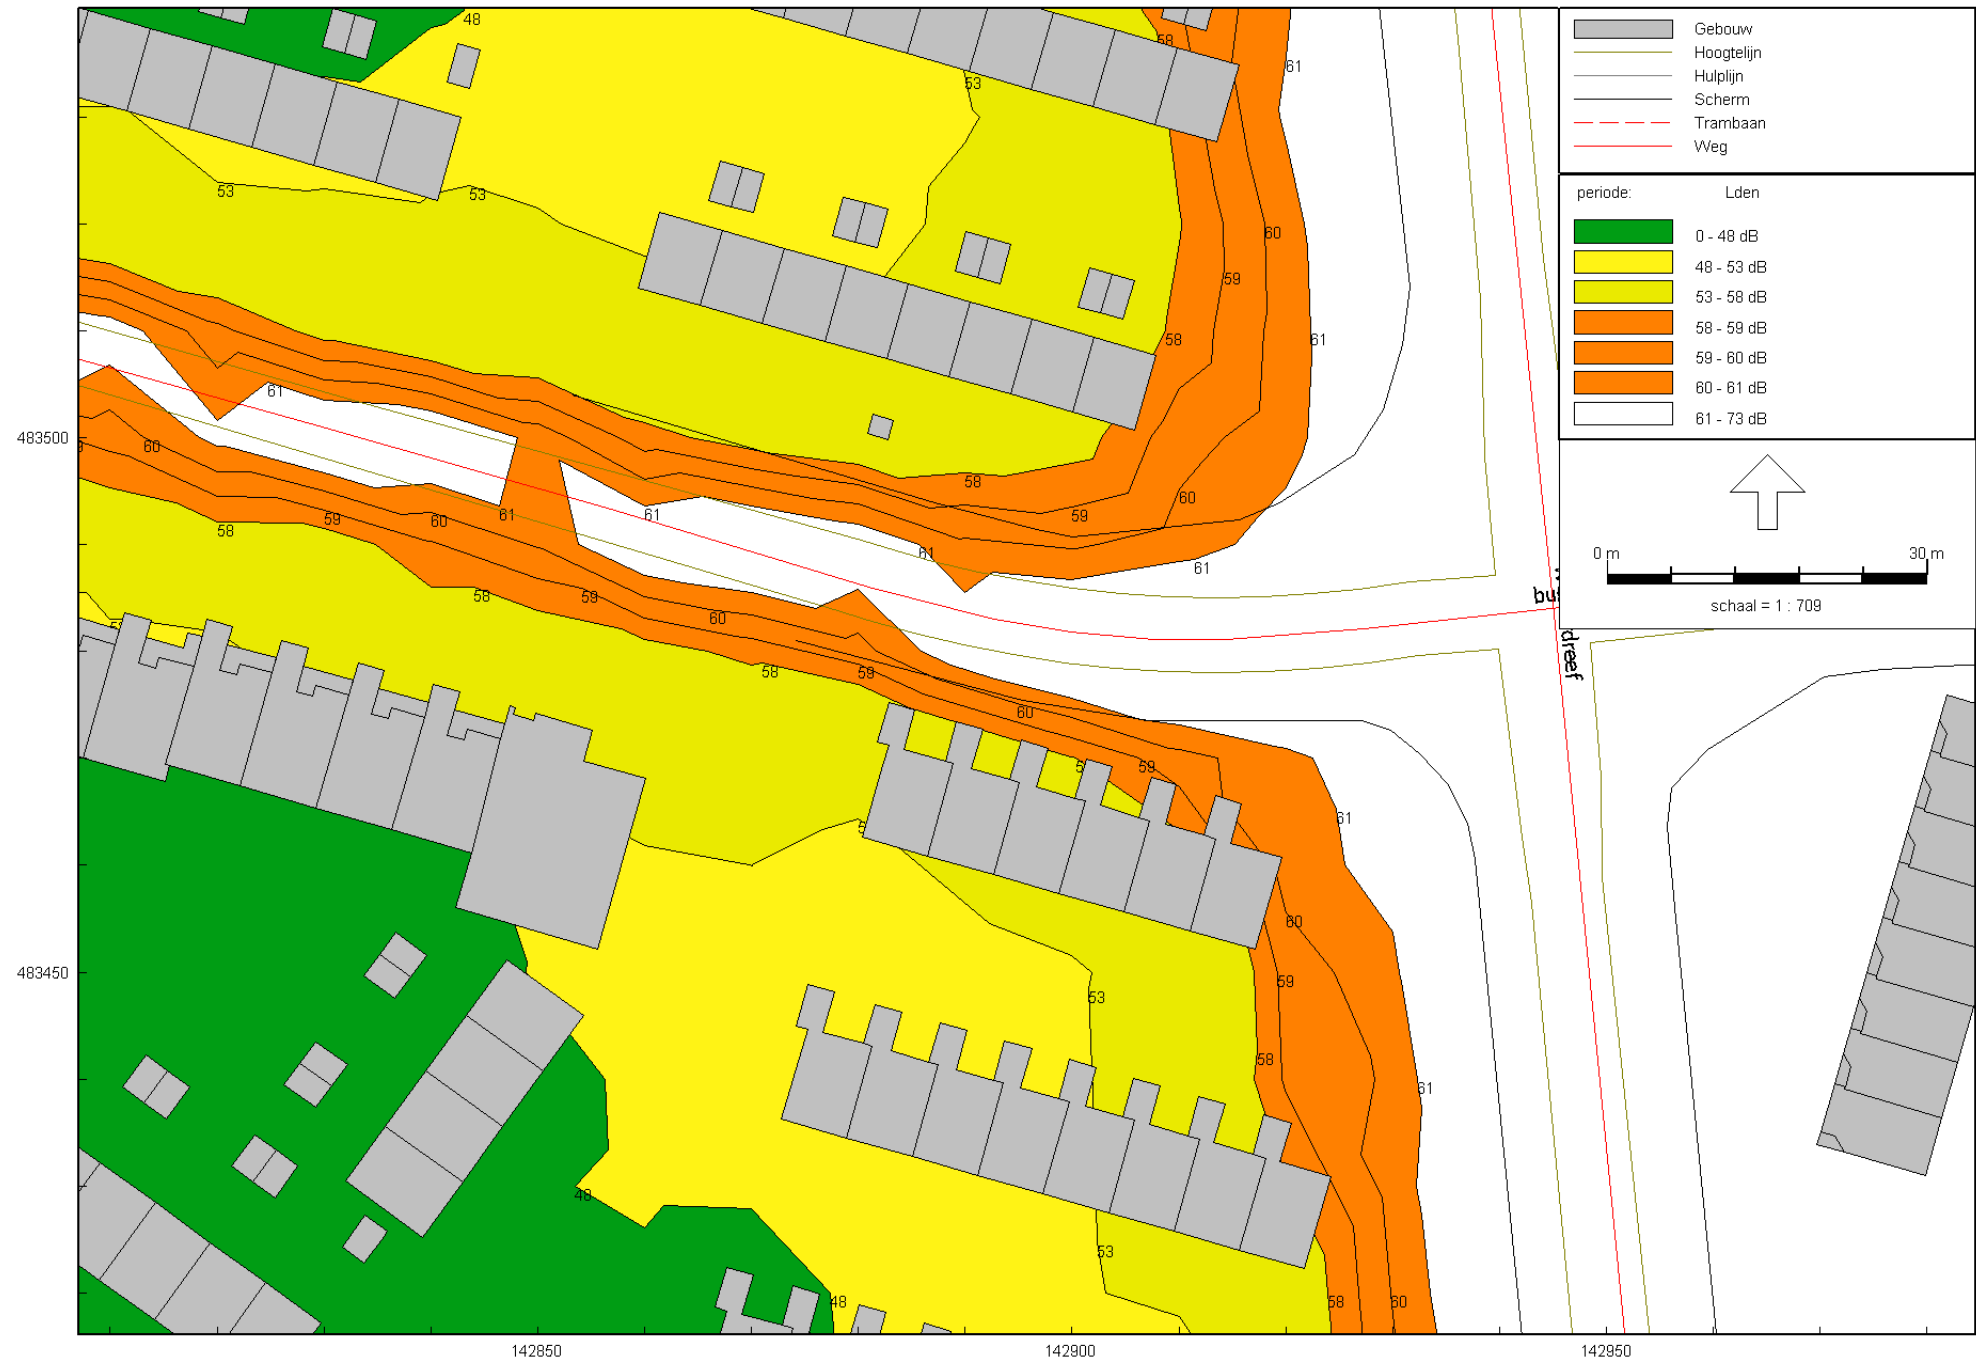 Gebouw
Hoogtelijn
Hulplijn
Scherm
Trambaan
Weg
periode: Lden
0 - 48 dB
48 - 53 dB
53 - 58 dB
58 - 59 dB
59 - 60 dB
60 - 61 dB
61 - 73 dB
0 m 30 m
schaal = 1 : 709
48
58
53
61
53
53
60
59
58
61
61
60
58
60
59
61
61
59
60
58
61
61
58
59
60
58
59
60
59
61
60
53
59
58
61
48
53
48
58
60
dreef
483500
483450
142850
142900
142950